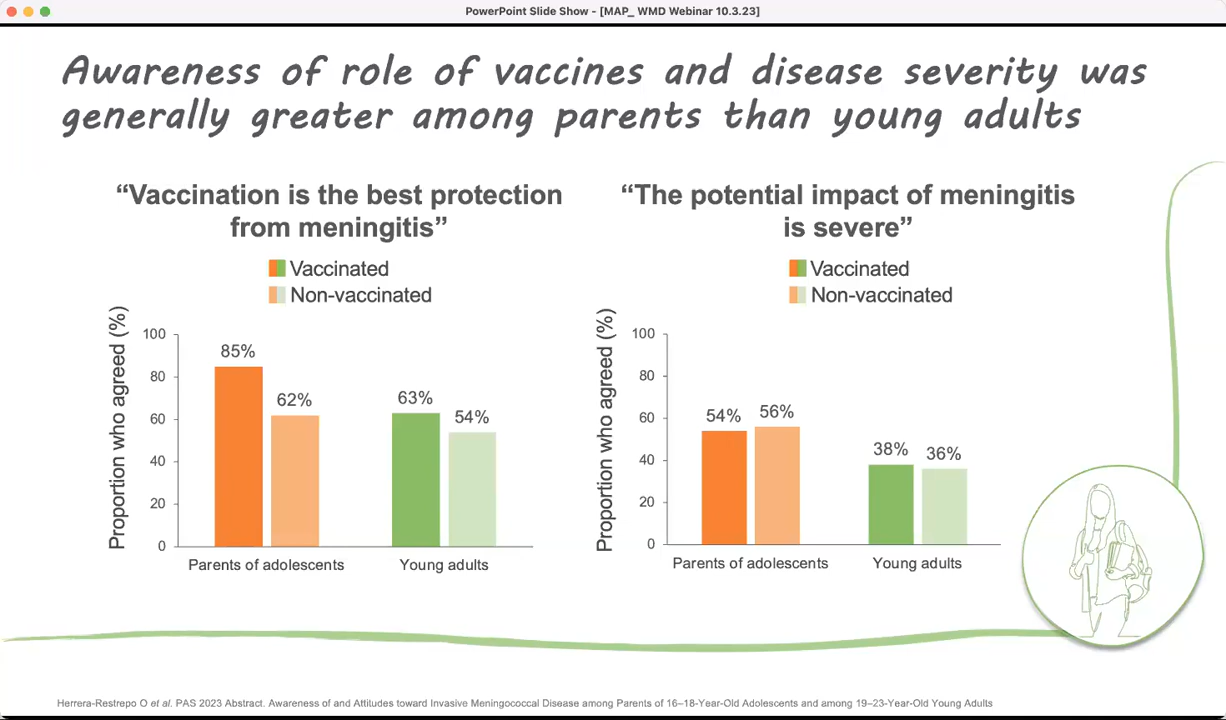 PowerPoint Slide Show - [MAP_ WMD Webinar 10.3.23]
Awareness of role of vaccines and disease severity was
generally greater among parents than young adults
“Vaccination is the best protection
from meningitis”
Vaccinated
Non-vaccinated
Proportion who agreed (%)
100
80
60
40
20
0
85%
62%
63%
54%
Parents of adolescents
Young adults
“The potential impact of meningitis
is severe”
Vaccinated
Non-vaccinated
Proportion who agreed (%)
100
80
60
40
20
0
54%
56%
38%
36%
Parents of adolescents
Young adults
Herrera-Restrepo O et al. PAS 2023 Abstract. Awareness of and Attitudes toward Invasive Meningococcal Disease among Parents of 16–18-Year-Old Adolescents and among 19–23-Year-Old Young Adults